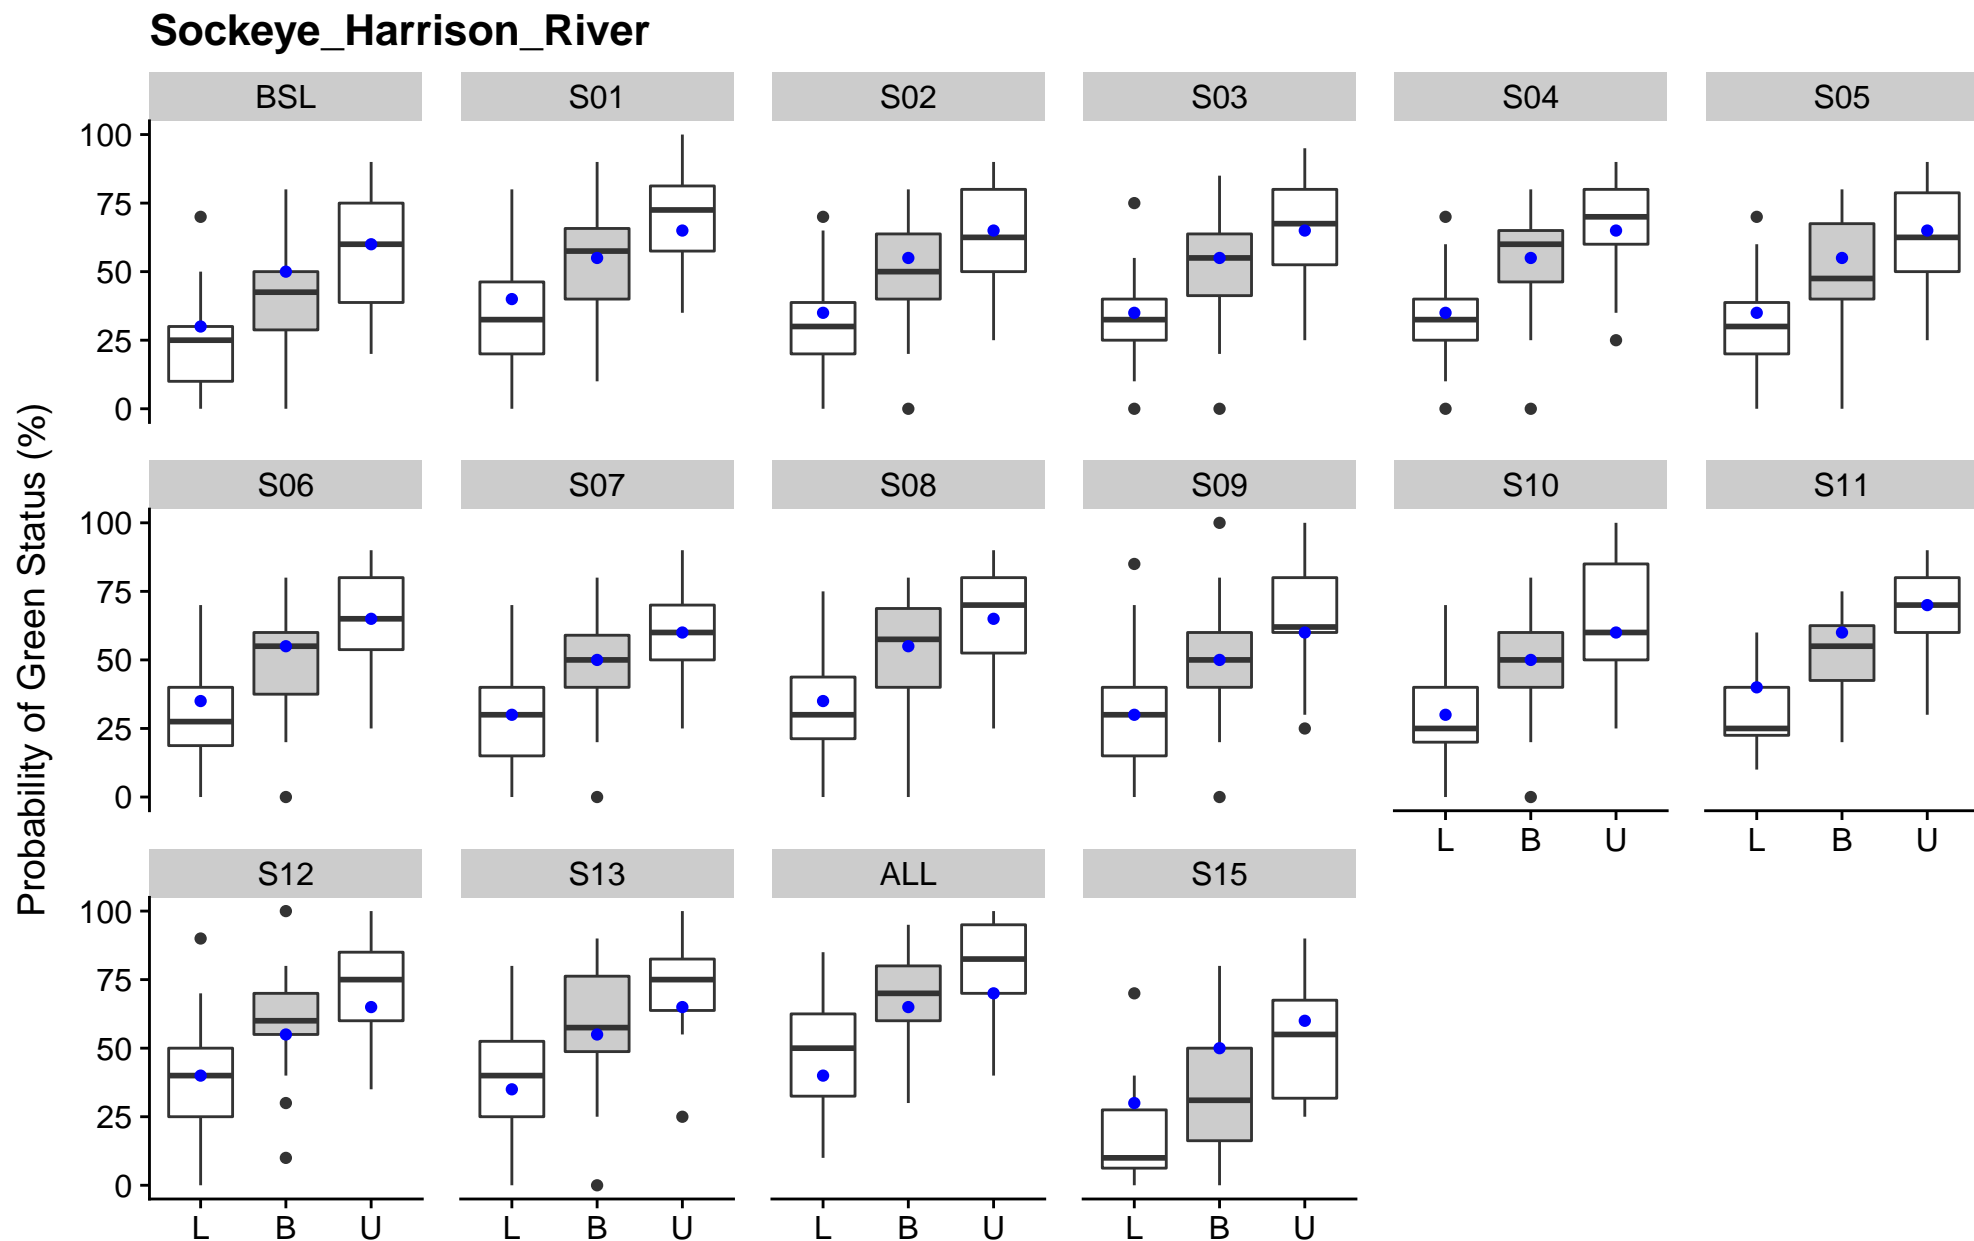 Sockeye_Harrison_River
BSL S01 S02 S03 S04 S05
100
75
50
25
0
Probability of Green Status (%)
S06 S07 S08 S09 S10 S11
100
75
50
25
0
L B U L B U
S12 S13 ALL S15
100
75
50
25
0
L B U L B U L B U L B U